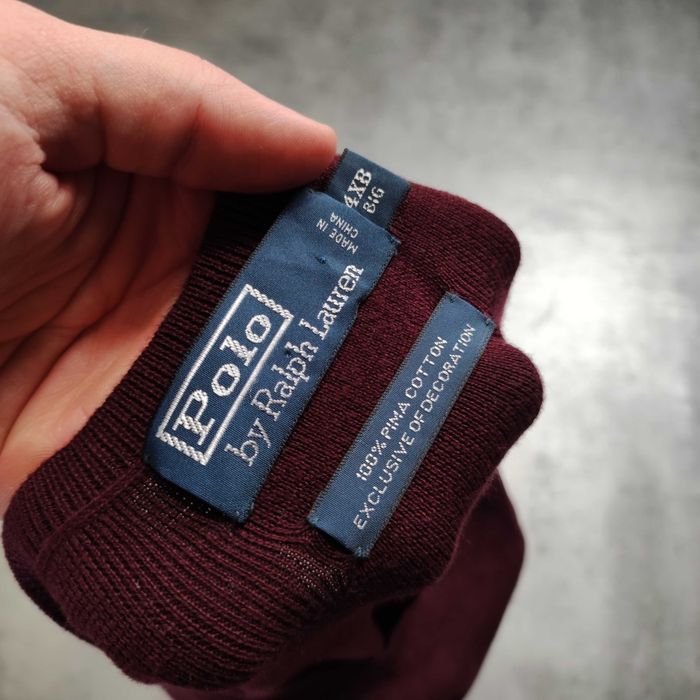 4XB
BIG
MADE IN
CHINA
Polo
by Ralph Lauren
100% PIMA COTTON
EXCLUSIVE OF DECORATION